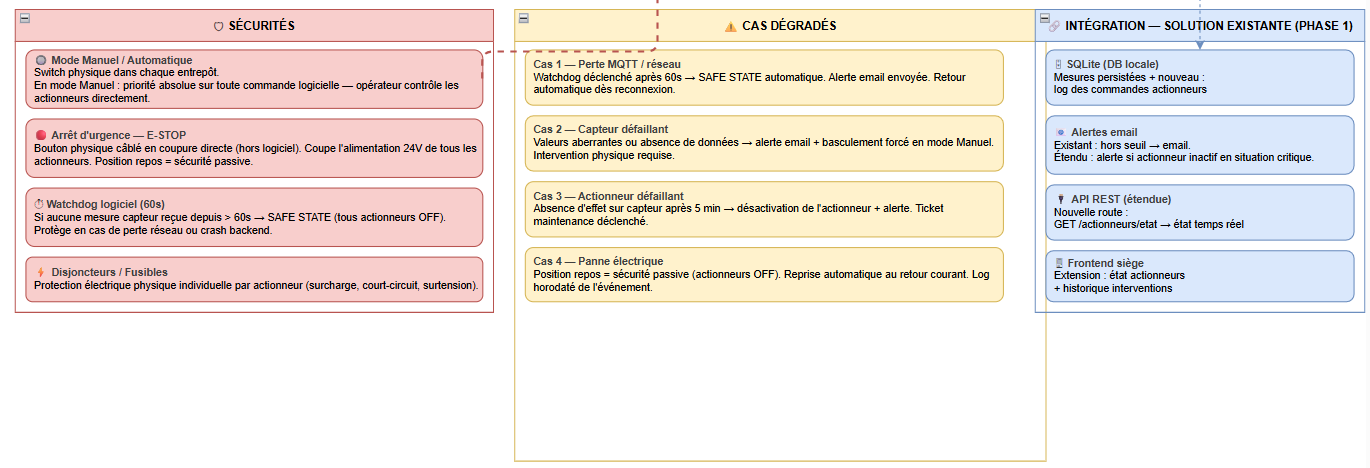 SÉCURITÉS
Mode Manuel / Automatique
Switch physique dans chaque entrepôt.
En mode Manuel : priorité absolue sur toute commande logicielle — opérateur contrôle les
actionneurs directement.
Arrêt d'urgence — E-STOP
Bouton physique câblé en coupure directe (hors logiciel). Coupe l'alimentation 24V de tous les
actionneurs. Position repos = sécurité passive.
Watchdog logiciel (60s)
Si aucune mesure capteur reçue depuis > 60s → SAFE STATE (tous actionneurs OFF).
Protège en cas de perte réseau ou crash backend.
Disjoncteurs / Fusibles
Protection électrique physique individuelle par actionneur (surcharge, court-circuit, surtension).
CAS DÉGRADÉS
Cas 1 — Perte MQTT / réseau
Watchdog déclenché après 60s → SAFE STATE automatique. Alerte email envoyée. Retour
automatique dès reconnexion.
Cas 2 — Capteur défaillant
Valeurs aberrantes ou absence de données → alerte email + basculement forcé en mode Manuel.
Intervention physique requise.
Cas 3 — Actionneur défaillant
Absence d'effet sur capteur après 5 min → désactivation de l'actionneur + alerte. Ticket
maintenance déclenché.
Cas 4 — Panne électrique
Position repos = sécurité passive (actionneurs OFF). Reprise automatique au retour courant. Log
horodaté de l'événement.
INTÉGRATION — SOLUTION EXISTANTE (PHASE 1)
SQLite (DB locale)
Mesures persistées + nouveau :
log des commandes actionneurs
Alertes email
Existant : hors seuil → email.
Étendu : alerte si actionneur inactif en situation critique.
API REST (étendue)
Nouvelle route :
GET /actionneurs/etat → état temps réel
Frontend siège
Extension : état actionneurs
+ historique interventions